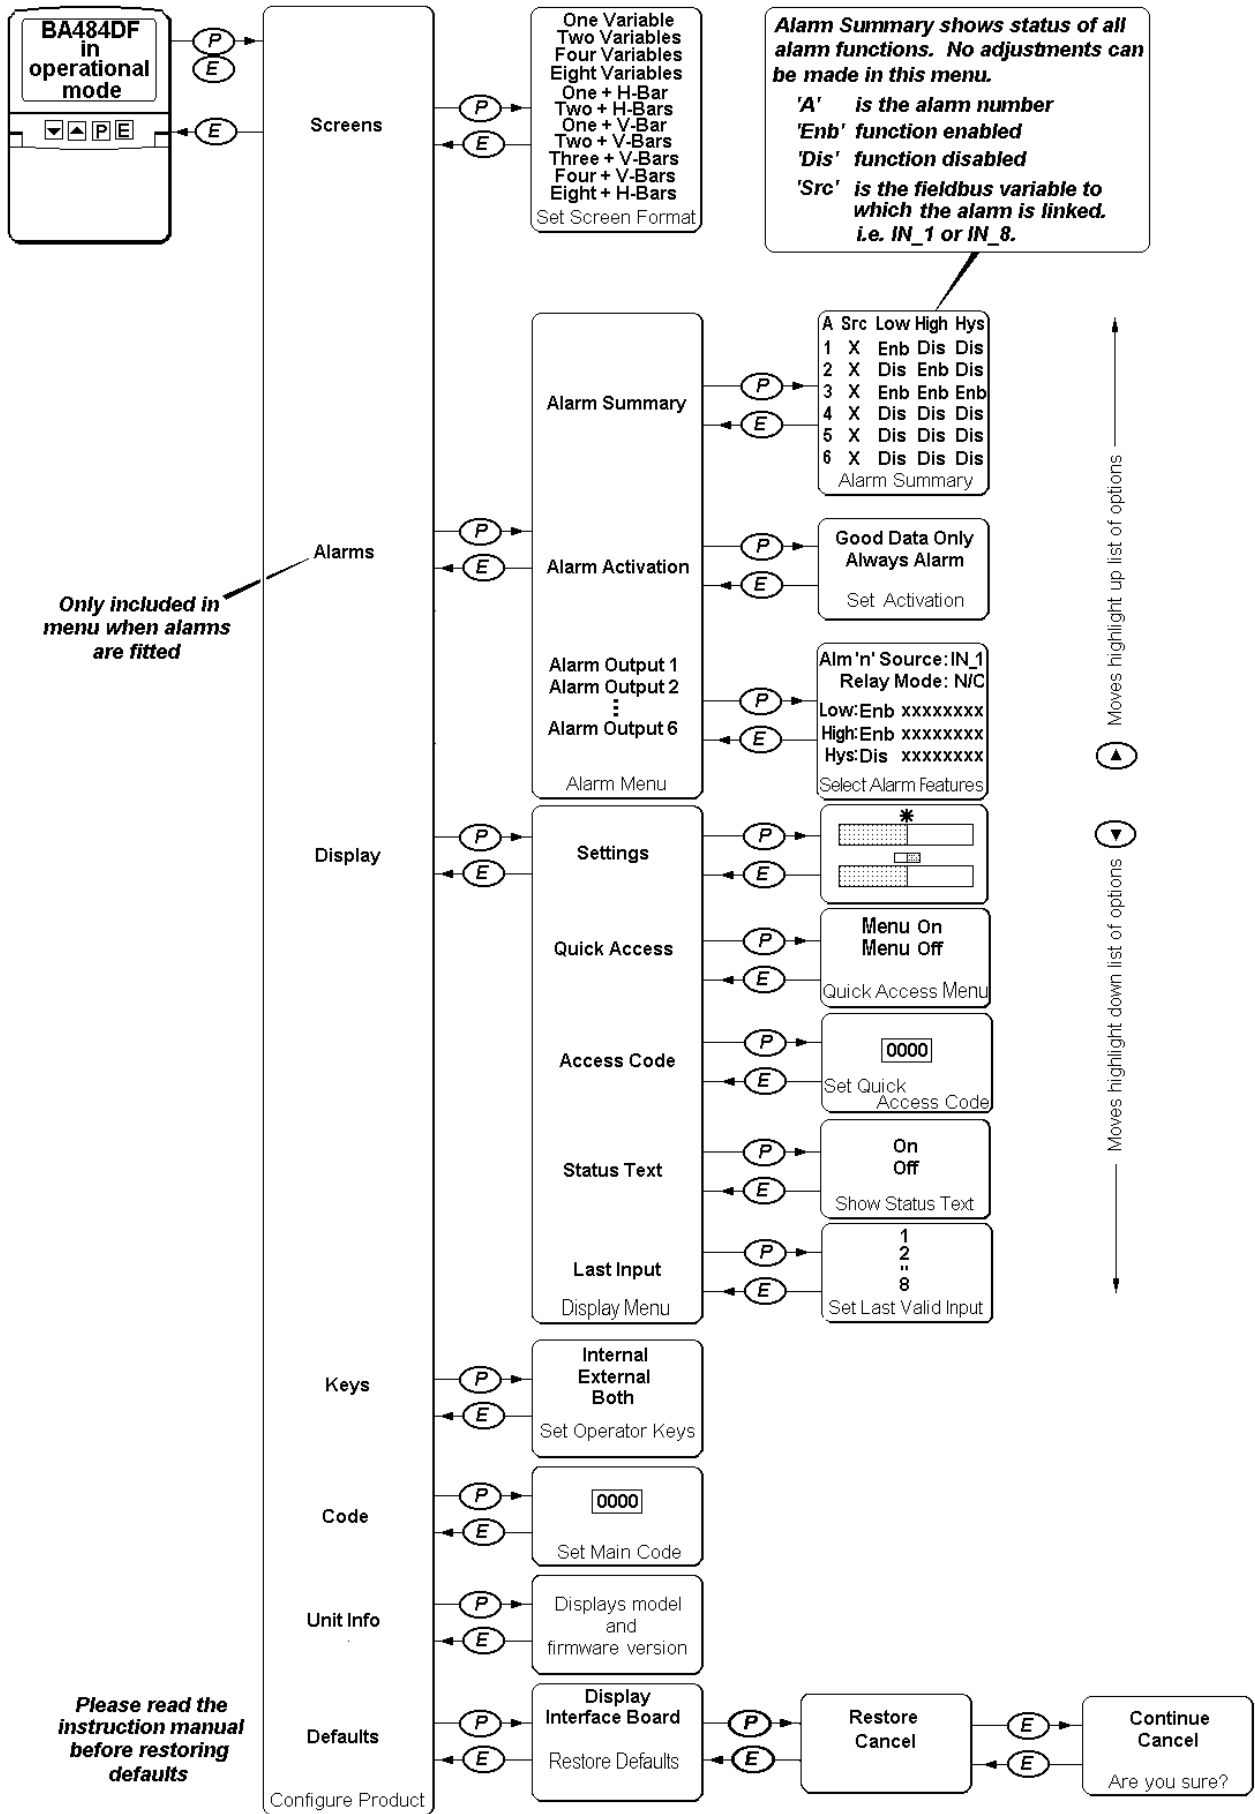 BA484DF
in
operational
mode
P E
P
E
E
Screens
P
E
One Variable
Two Variables
Four Variables
Eight Variables
One + H-Bar
Two + H-Bars
One + V-Bar
Two + V-Bars
Three + V-Bars
Four + V-Bars
Eight + H-Bars
Set Screen Format
Alarm Summary shows status of all
alarm functions. No adjustments can
be made in this menu.
'A' is the alarm number
'Enb' function enabled
'Dis' function disabled
'Src' is the fieldbus variable to
which the alarm is linked.
i.e. IN_1 or IN_8.
Alarms
Only included in
menu when alarms
are fitted
P
E
Alarm Summary
P
E
A Src Low High Hys
1 X Enb Dis Dis
2 X Dis Enb Dis
3 X Enb Enb Enb
4 X Dis Dis Dis
5 X Dis Dis Dis
6 X Dis Dis Dis
Alarm Summary
Alarm Activation
P
E
Good Data Only
Always Alarm
Set Activation
Alarm Output 1
Alarm Output 2
Alarm Output 6
Alarm Menu
P
E
Alm 'n' Source: IN_1
Relay Mode: N/C
Low: Enb xxxxxxxx
High: Enb xxxxxxxx
Hys: Dis xxxxxxxx
Select Alarm Features
Moves highlight up list of options
Moves highlight down list of options
Display
P
E
Settings
P
E
Quick Access
P
E
Menu On
Menu Off
Quick Access Menu
Access Code
P
E
0000
Set Quick
Access Code
Status Text
P
E
On
Off
Show Status Text
Last Input
Display Menu
P
E
1
2
"
8
Set Last Valid Input
Keys
P
E
Internal
External
Both
Set Operator Keys
Code
P
E
0000
Set Main Code
Unit Info
P
E
Displays model
and
firmware version
Please read the
instruction manual
before restoring
defaults
Defaults
Configure Product
P
E
Display
Interface Board
Restore Defaults
P
E
Restore
Cancel
E
E
Continue
Cancel
Are you sure?